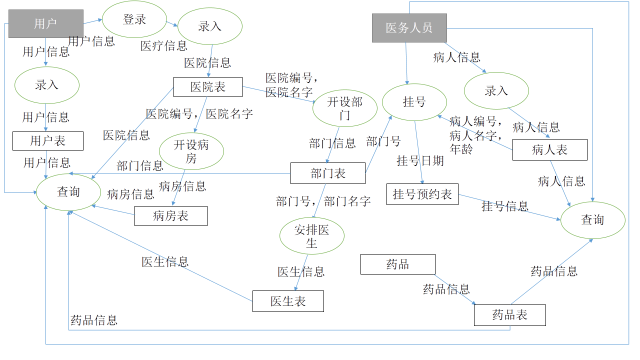 用户
登录
录入
医务人员
用户信息
用户信息
医疗信息
医院信息
病人信息
录入
医院表
医院编号，
医院名字
录入
用户信息
开设部
门
挂号
病人编号，
病人名字，
年龄
病人信息
医院编号，医院名字
医院信息
用户表
开设病
房
部门信息
部门号
病人表
用户信息
部门信息
部门表
挂号日期
查询
病房信息
病房信息
挂号预约表
病人信息
病房表
部门号，部门名字
挂号信息
查询
安排医
生
医生信息
医生信息
药品
药品信息
药品信息
医生表
药品信息
药品表